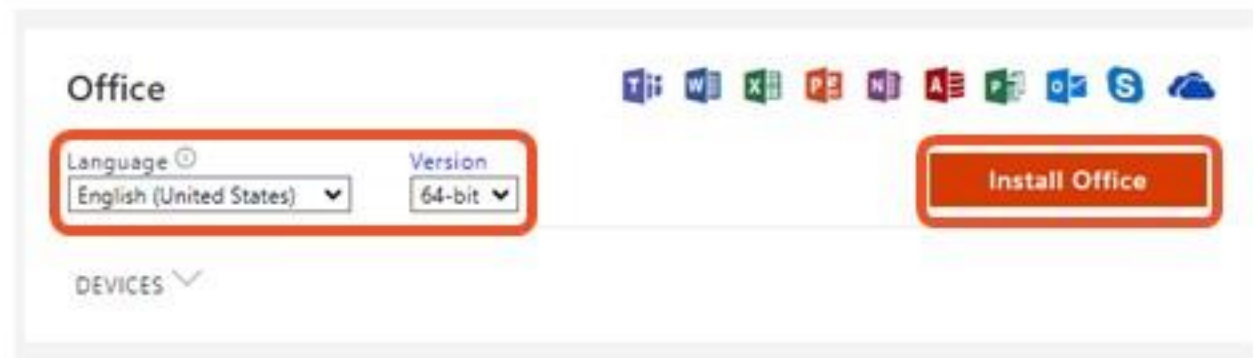 Office
Language
Version
English (United States)
64-bit
Install Office
DEVICES